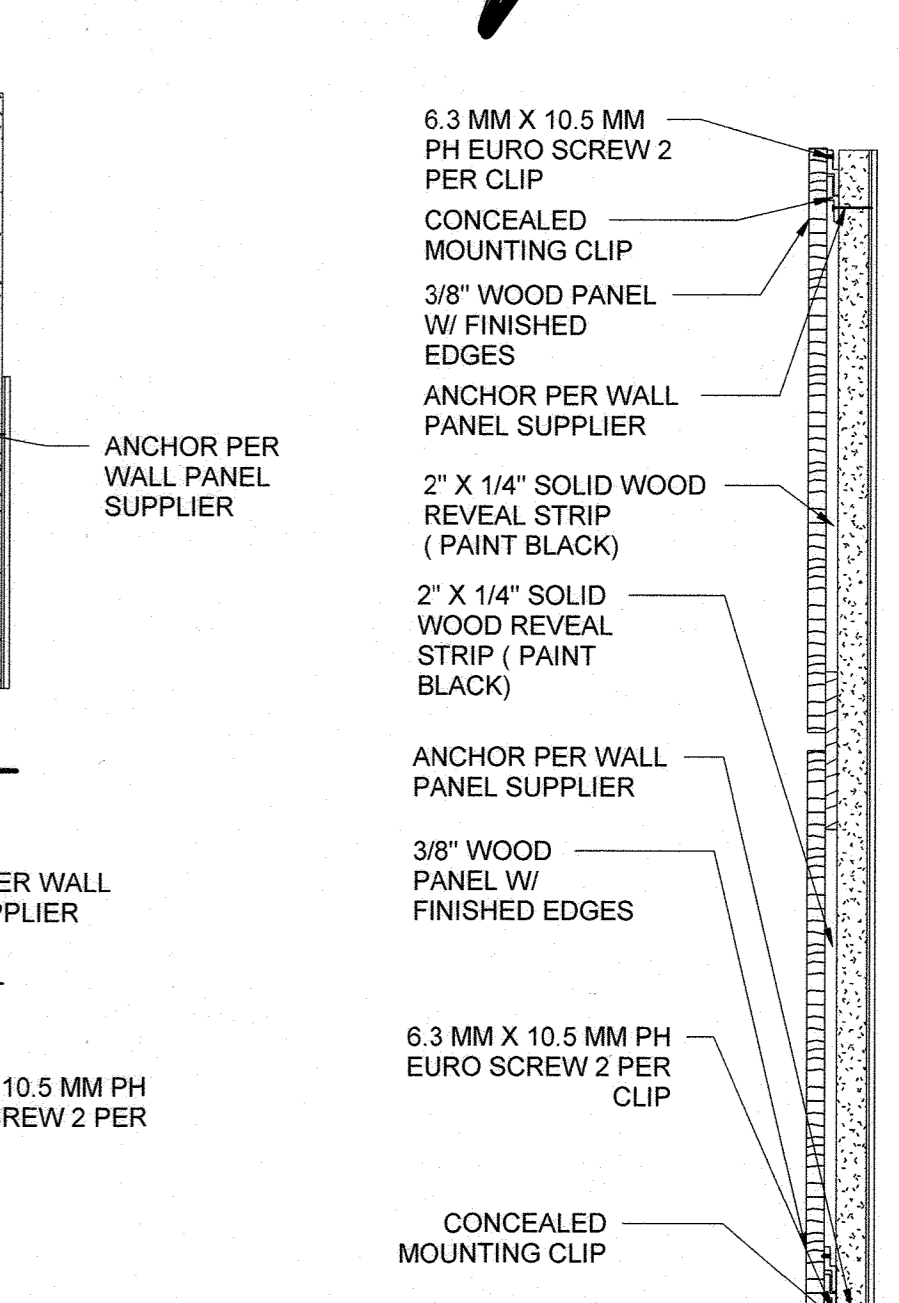 6.3 MM X 10.5 MM
PH EURO SCREW 2
PER CLIP
CONCEALED
MOUNTING CLIP
3/8" WOOD PANEL
W/ FINISHED
EDGES
ANCHOR PER WALL
PANEL SUPPLIER
ANCHOR PER
WALL PANEL
SUPPLIER
2" X 1/4" SOLID WOOD
REVEAL STRIP
( PAINT BLACK)
2" X 1/4" SOLID
WOOD REVEAL
STRIP ( PAINT
BLACK)
ANCHOR PER WALL
PANEL SUPPLIER
3/8" WOOD
PANEL W/
FINISHED EDGES
ER WALL
PPLIER
6.3 MM X 10.5 MM PH
EURO SCREW 2 PER
CLIP
10.5 MM PH
REW 2 PER
CONCEALED
MOUNTING CLIP